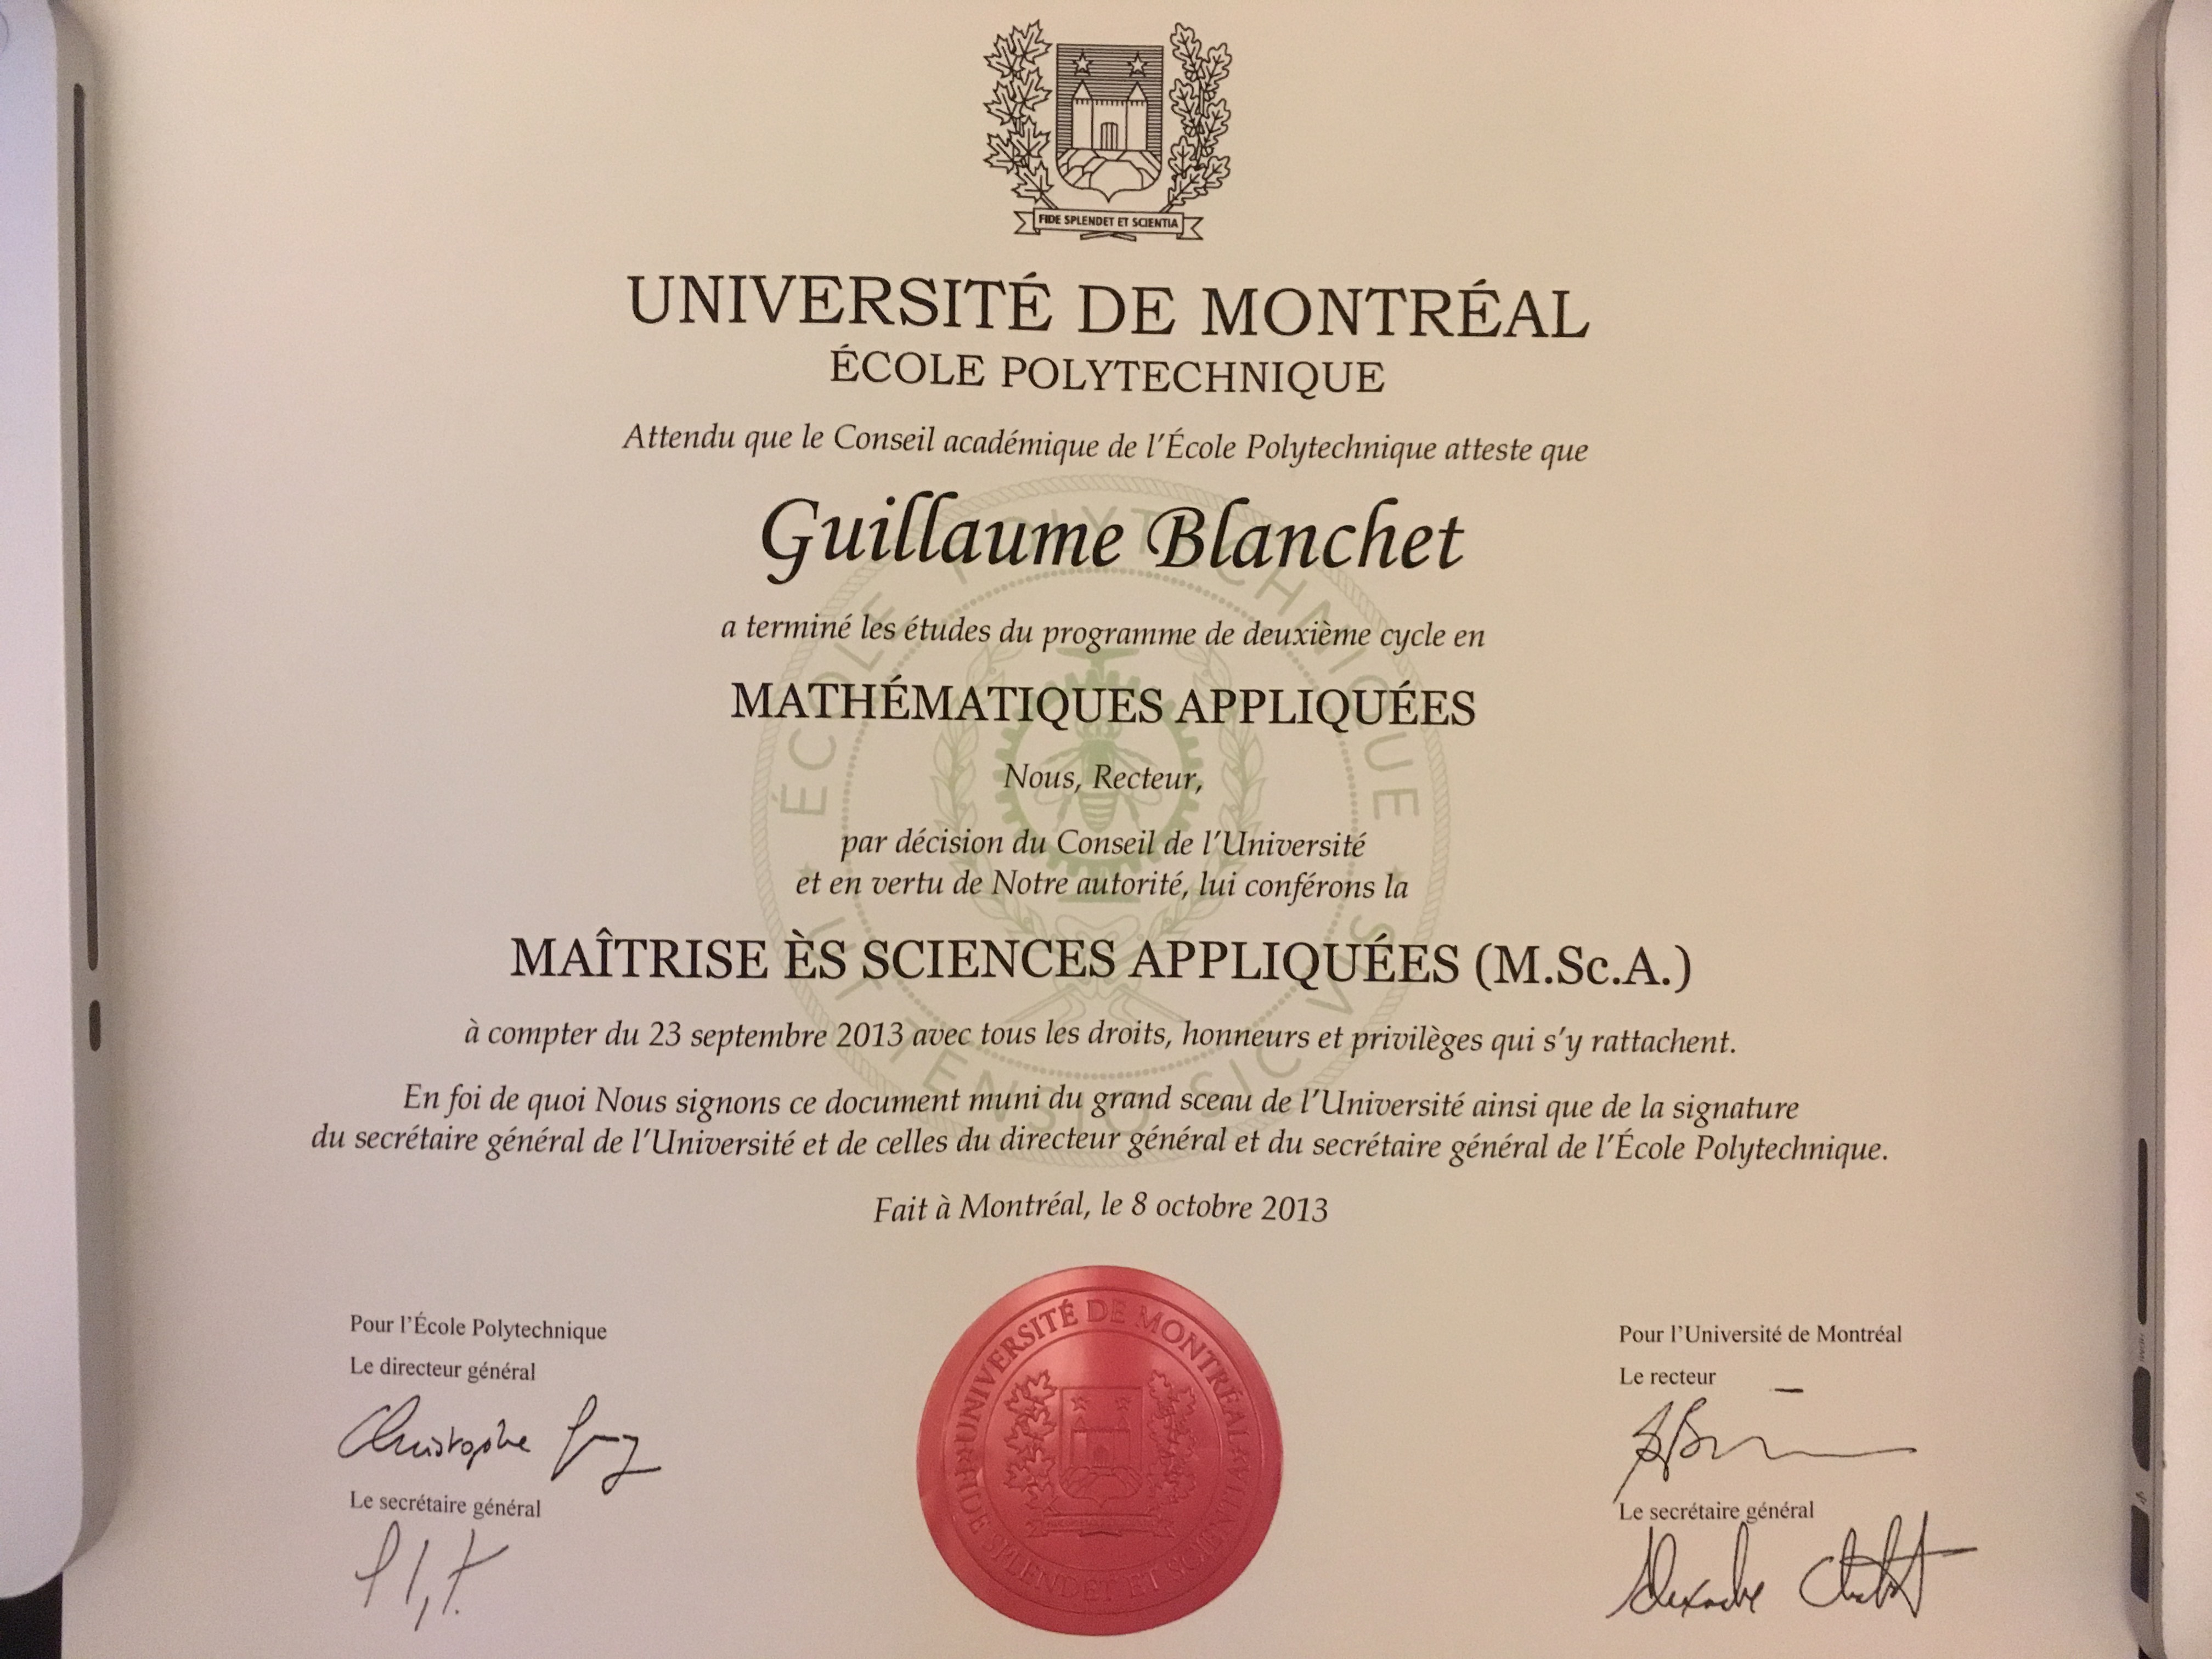 FIDE SPLENDET ET SCIENTIA
UNIVERSITÉ DE MONTRÉAL
ÉCOLE POLYTECHNIQUE
Attendu que le Conseil académique de l'École Polytechnique atteste que
Guillaume Blanchet
a terminé les études du programme de deuxième cycle en
MATHÉMATIQUES APPLIQUÉES
Nous, Recteur,
par décision du Conseil de l'Université
et en vertu de Notre autorité, lui conférons la
MAÎTRISE ÈS SCIENCES APPLIQUÉES (M.Sc.A.)
à compter du 23 septembre 2013 avec tous les droits, honneurs et privilèges qui s'y rattachent.
En foi de quoi Nous signons ce document muni du grand sceau de l'Université ainsi que de la signature
du secrétaire général de l'Université et de celles du directeur général et du secrétaire général de l'École Polytechnique.
Fait à Montréal, le 8 octobre 2013
Pour l'École Polytechnique
Le directeur général
Christophe
Le secrétaire général
UNIVERSITÉ DE MONTRÉAL
FIDE SPLENDET ET
Pour l'Université de Montréal
Le recteur
Le secrétaire général
Alexandre
ÉCOLE POLYTECHNIQUE